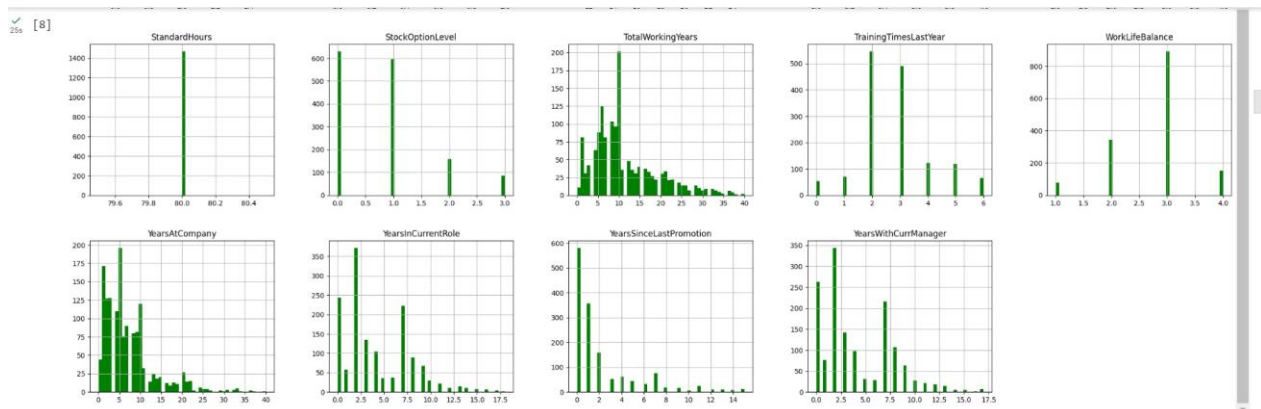 [8]
25s
StandardHours StockOptionLevel TotalWorkingYears TrainingTimesLastYear WorkLifeBalance
1400 600 200 500 800
1200 500 175 400 600
1000 400 150 300 400
800 300 125 200 200
600 200 100 100 0
400 100 75 0
200 0 50
0 25
0
79.6 79.8 80.0 80.2 80.4 0.0 0.5 1.0 1.5 2.0 2.5 3.0 0 5 10 15 20 25 30 35 40 0 1 2 3 4 5 6 1.0 1.5 2.0 2.5 3.0 3.5 4.0
YearsAtCompany YearsInCurrentRole YearsSinceLastPromotion YearsWithCurrManager
200 350 600 350
175 300 500 300
150 250 400 250
125 200 300 200
100 150 200 150
75 100 100 100
50 50 0 50
25 0 0
0
0 5 10 15 20 25 30 35 40 0.0 2.5 5.0 7.5 10.0 12.5 15.0 17.5 0 2 4 6 8 10 12 14 0.0 2.5 5.0 7.5 10.0 12.5 15.0 17.5